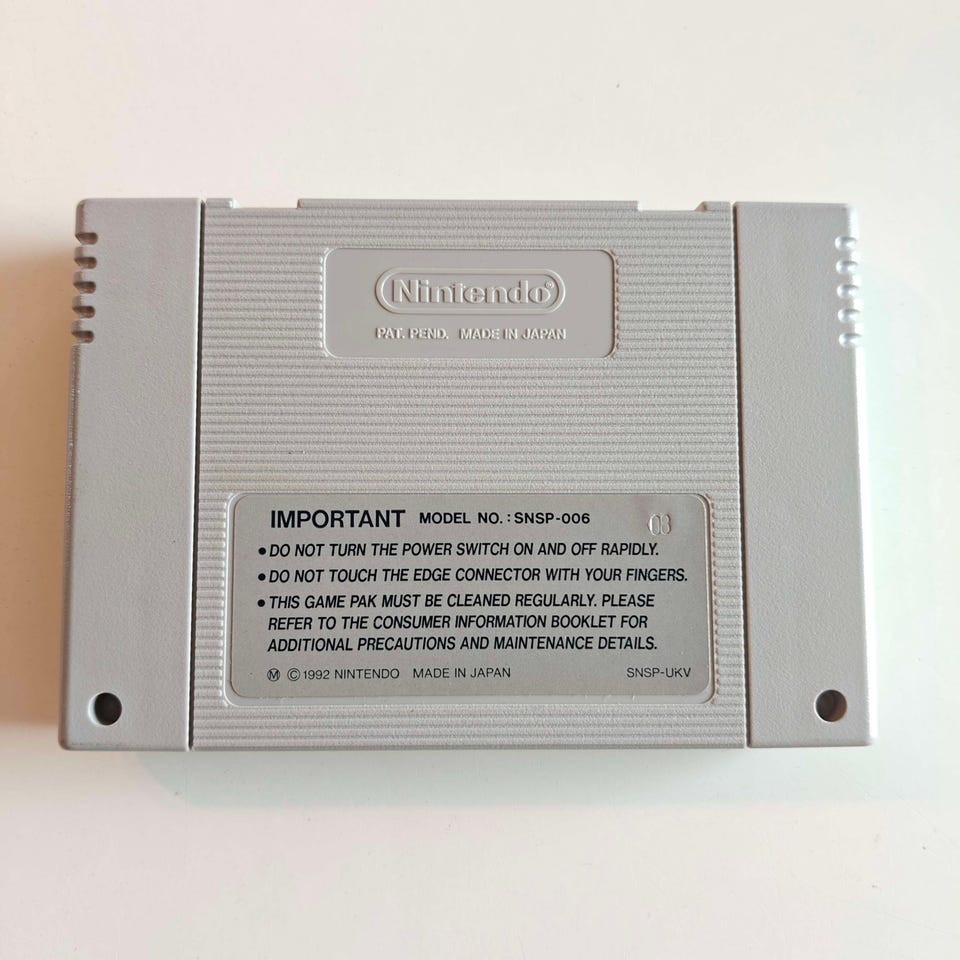 Nintendo®
PAT. PEND. MADE IN JAPAN
IMPORTANT MODEL NO.: SNSP-006 03
• DO NOT TURN THE POWER SWITCH ON AND OFF RAPIDLY.
• DO NOT TOUCH THE EDGE CONNECTOR WITH YOUR FINGERS.
• THIS GAME PAK MUST BE CLEANED REGULARLY. PLEASE
REFER TO THE CONSUMER INFORMATION BOOKLET FOR
ADDITIONAL PRECAUTIONS AND MAINTENANCE DETAILS.
Ⓜ © 1992 NINTENDO MADE IN JAPAN SNSP-UKV